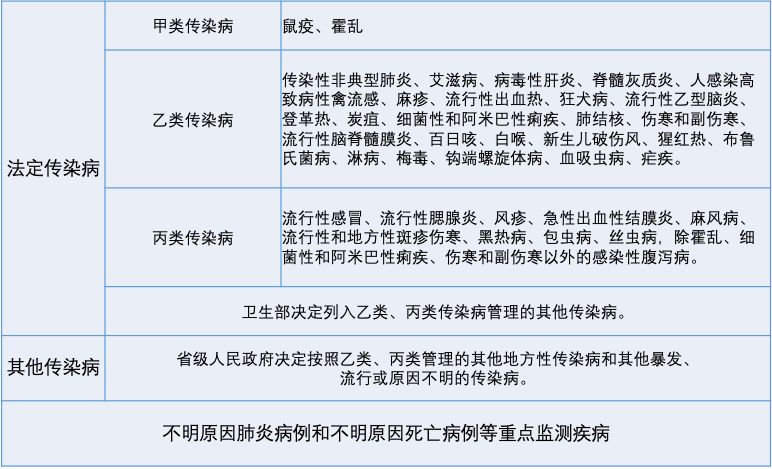 法定传染病
甲类传染病
鼠疫、霍乱
乙类传染病
传染性非典型肺炎、艾滋病、病毒性肝炎、脊髓灰质炎、人感染高
致病性禽流感、麻疹、流行性出血热、狂犬病、流行性乙型脑炎、
登革热、炭疽、细菌性和阿米巴性痢疾、肺结核、伤寒和副伤寒、
流行性脑脊髓膜炎、百日咳、白喉、新生儿破伤风、猩红热、布鲁
氏菌病、淋病、梅毒、钩端螺旋体病、血吸虫病、疟疾。
丙类传染病
流行性感冒、流行性腮腺炎、风疹、急性出血性结膜炎、麻风病、
流行性和地方性斑疹伤寒、黑热病、包虫病、丝虫病，除霍乱、细
菌性和阿米巴性痢疾、伤寒和副伤寒以外的感染性腹泻病。
卫生部决定列入乙类、丙类传染病管理的其他传染病。
其他传染病
省级人民政府决定按照乙类、丙类管理的其他地方性传染病和其他暴发、
流行或原因不明的传染病。
不明原因肺炎病例和不明原因死亡病例等重点监测疾病